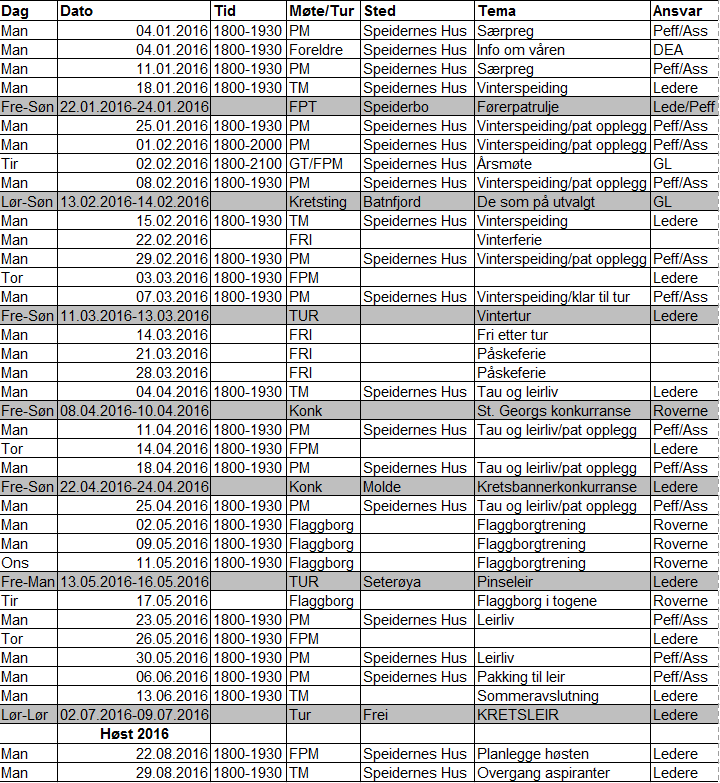 Dag Dato Tid Møte/Tur Sted Tema Ansvar
Man 04.01.2016 1800-1930 PM Speidernes Hus Særpreg Peff/Ass
Man 04.01.2016 1800-1930 Foreldre Speidernes Hus Info om våren DEA
Man 11.01.2016 1800-1930 PM Speidernes Hus Særpreg Peff/Ass
Man 18.01.2016 1800-1930 TM Speidernes Hus Vinterspeiding Ledere
Fre-Søn 22.01.2016-24.01.2016 FPT Speiderbo Førerpatrulje Lede/Peff
Man 25.01.2016 1800-1930 PM Speidernes Hus Vinterspeiding/pat opplegg Peff/Ass
Man 01.02.2016 1800-2000 PM Speidernes Hus Vinterspeiding/pat opplegg Peff/Ass
Tir 02.02.2016 1800-2100 GT/FPM Speidernes Hus Årsmøte GL
Man 08.02.2016 1800-1930 PM Speidernes Hus Vinterspeiding/pat opplegg Peff/Ass
Lør-Søn 13.02.2016-14.02.2016 Kretsting Batnfjord De som på utvalgt GL
Man 15.02.2016 1800-1930 TM Speidernes Hus Vinterspeiding Ledere
Man 22.02.2016 FRI Vinterferie
Man 29.02.2016 1800-1930 PM Speidernes Hus Vinterspeiding/pat opplegg Peff/Ass
Tor 03.03.2016 1800-1930 FPM Ledere
Man 07.03.2016 1800-1930 PM Speidernes Hus Vinterspeiding/klar til tur Peff/Ass
Fre-Søn 11.03.2016-13.03.2016 TUR Vintertur Ledere
Man 14.03.2016 FRI Fri etter tur
Man 21.03.2016 FRI Påskeferie
Man 28.03.2016 FRI Påskeferie
Man 04.04.2016 1800-1930 TM Speidernes Hus Tau og leirliv Ledere
Fre-Søn 08.04.2016-10.04.2016 Konk St. Georgs konkurranse Roverne
Man 11.04.2016 1800-1930 PM Speidernes Hus Tau og leirliv/pat opplegg Peff/Ass
Tor 14.04.2016 1800-1930 FPM Ledere
Man 18.04.2016 1800-1930 PM Speidernes Hus Tau og leirliv/pat opplegg Peff/Ass
Fre-Søn 22.04.2016-24.04.2016 Konk Molde Kretsbannerkonkurranse Ledere
Man 25.04.2016 1800-1930 PM Speidernes Hus Tau og leirliv/pat opplegg Peff/Ass
Man 02.05.2016 1800-1930 Flaggborg Flaggborgtrening Roverne
Man 09.05.2016 1800-1930 Flaggborg Flaggborgtrening Roverne
Ons 11.05.2016 1800-1930 Flaggborg Flaggborgtrening Roverne
Fre-Man 13.05.2016-16.05.2016 TUR Seterøya Pinseleir Ledere
Tir 17.05.2016 Flaggborg Flaggborg i togene Roverne
Man 23.05.2016 1800-1930 PM Speidernes Hus Leirliv Peff/Ass
Tor 26.05.2016 1800-1930 FPM Ledere
Man 30.05.2016 1800-1930 PM Speidernes Hus Leirliv Peff/Ass
Man 06.06.2016 1800-1930 PM Speidernes Hus Pakking til leir Peff/Ass
Man 13.06.2016 1800-1930 TM Sommeravslutning Ledere
Lør-Lør 02.07.2016-09.07.2016 Tur Frei KRETSLEIR Ledere
Høst 2016
Man 22.08.2016 1800-1930 FPM Speidernes Hus Planlegge høsten Ledere
Man 29.08.2016 1800-1930 TM Speidernes Hus Overgang aspiranter Ledere